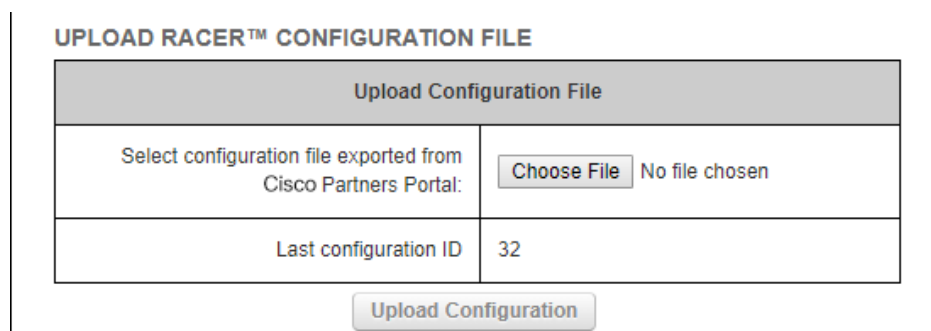 UPLOAD RACER™ CONFIGURATION FILE
Upload Configuration File
Select configuration file exported from
Cisco Partners Portal:
Choose File No file chosen
Last configuration ID 32
Upload Configuration